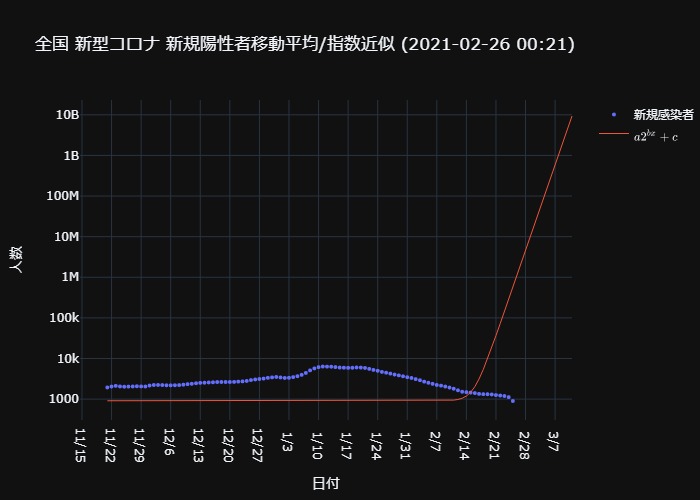 全国 新型コロナ 新規陽性者移動平均/指数近似 (2021-02-26 00:21)
10B
1B
100M
10M
1M
100k
10k
1000
人数
11/15
11/22
11/29
12/6
12/13
12/20
12/27
1/3
1/10
1/17
1/24
1/31
2/7
2/14
2/21
2/28
3/7
日付
新規感染者
a2^{bx} + c